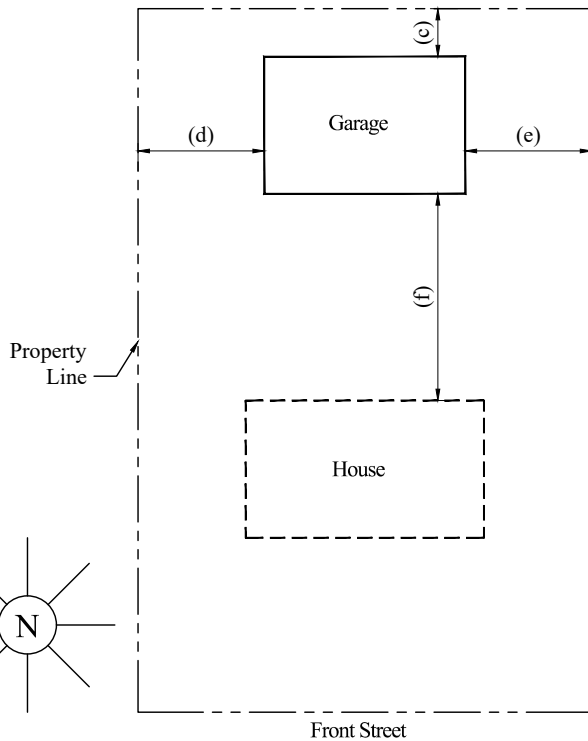 (c)
Garage
(d)
(e)
(f)
Property
Line
House
N
Front Street